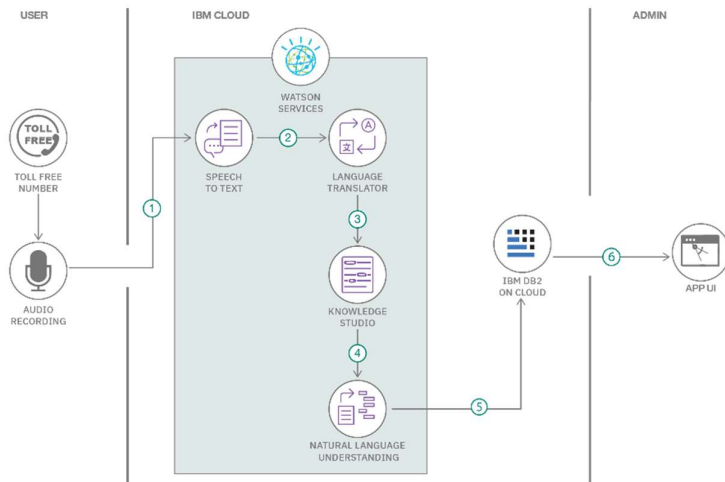 USER
IBM CLOUD
ADMIN
WATSON
SERVICES
TOLL
FREE
TOLL FREE
NUMBER
AUDIO
RECORDING
1
SPEECH
TO TEXT
2
A
文
LANGUAGE
TRANSLATOR
3
KNOWLEDGE
STUDIO
4
NATURAL LANGUAGE
UNDERSTANDING
5
IBM DB2
ON CLOUD
6
APP UI